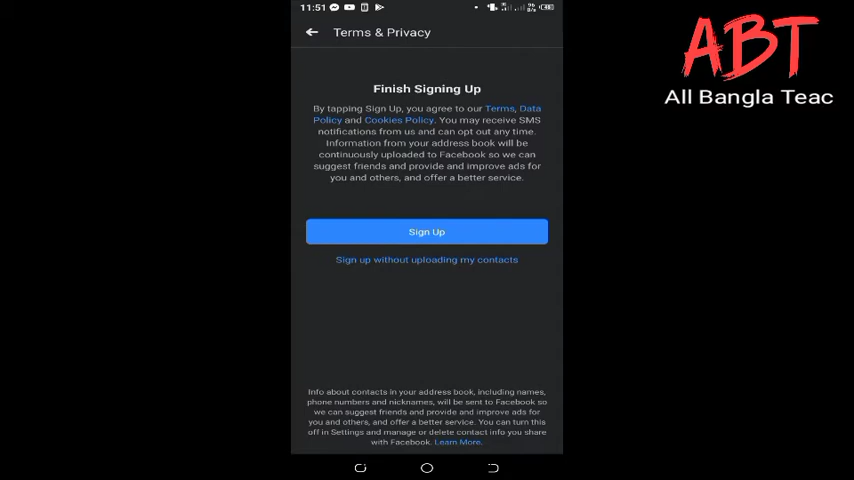 11:51
Terms & Privacy
ABT
All Bangla Teac
Finish Signing Up
By tapping Sign Up, you agree to our Terms, Data
Policy and Cookies Policy. You may receive SMS
notifications from us and can opt out any time.
Information from your address book will be
continuously uploaded to Facebook so we can
suggest friends and provide and improve ads for
you and others, and offer a better service.
Sign Up
Sign up without uploading my contacts
Info about contacts in your address book, including names,
phone numbers and nicknames, will be sent to Facebook so
we can suggest friends and provide and improve ads for
you and others, and offer a better service. You can turn this
off in Settings and manage or delete contact info you share
with Facebook. Learn More.